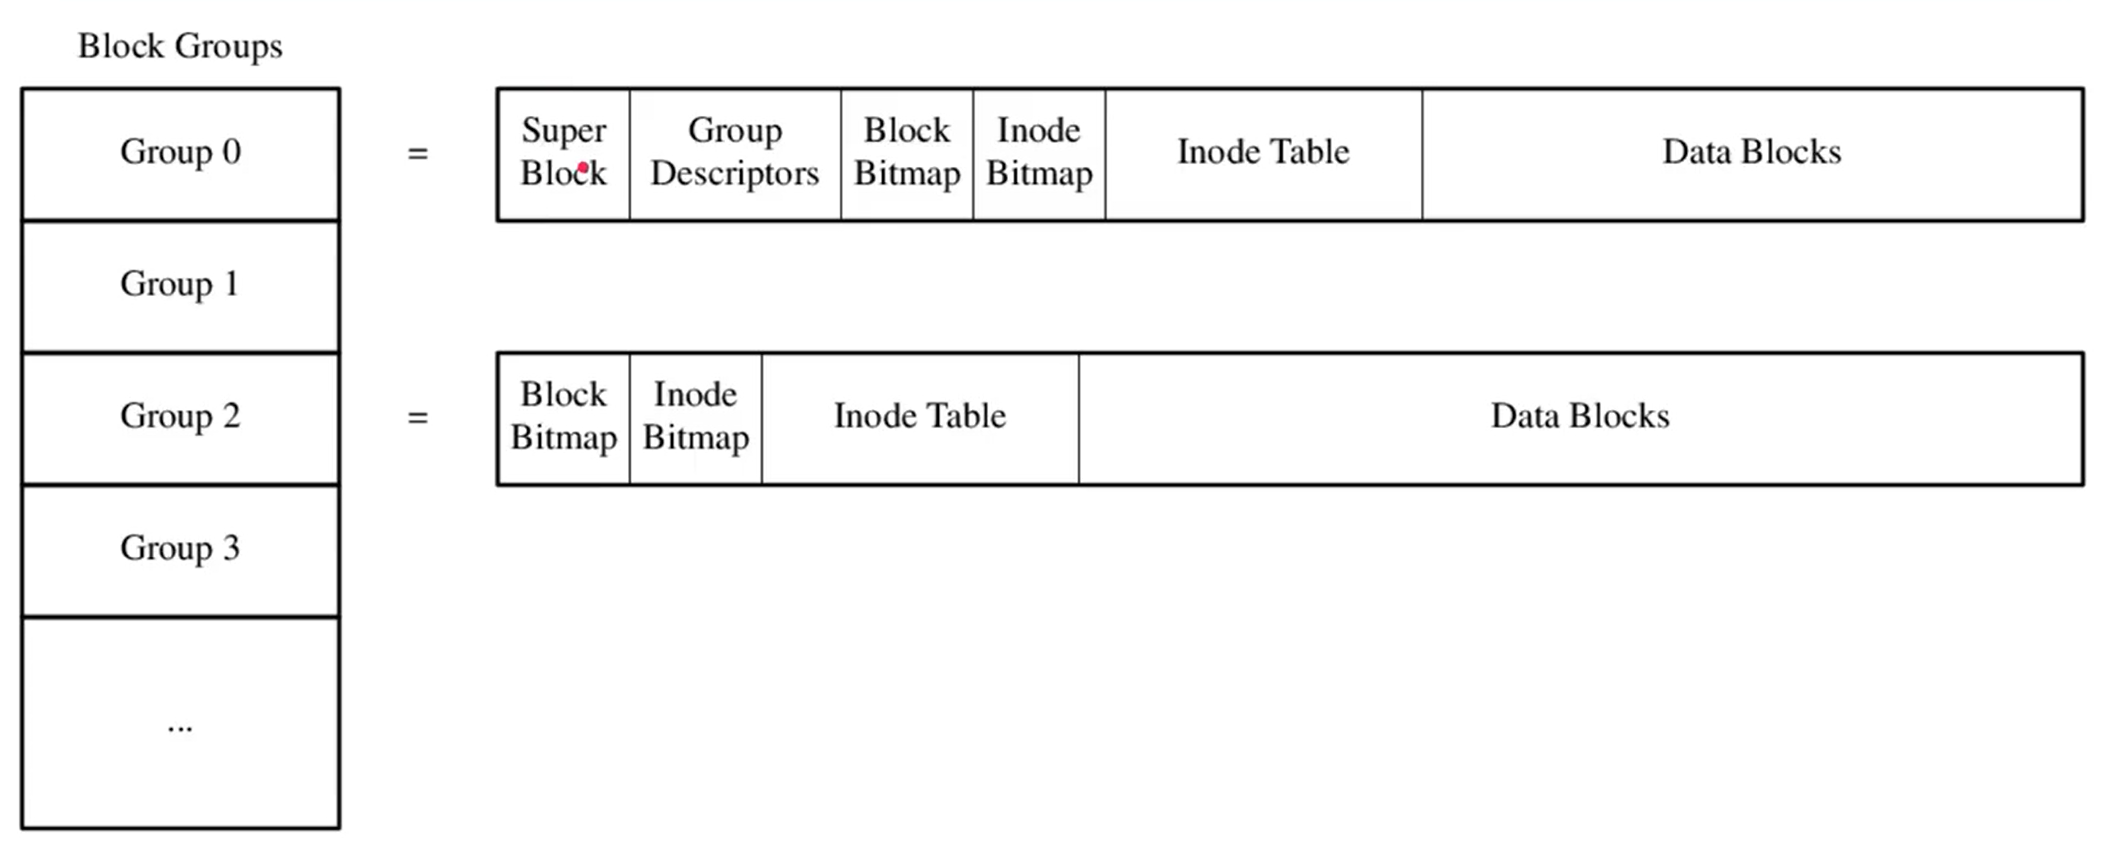 Block Groups
Group 0
=
Super
Block
Group
Descriptors
Block
Bitmap
Inode
Bitmap
Inode Table
Data Blocks
Group 1
Group 2
=
Block
Bitmap
Inode
Bitmap
Inode Table
Data Blocks
Group 3
...